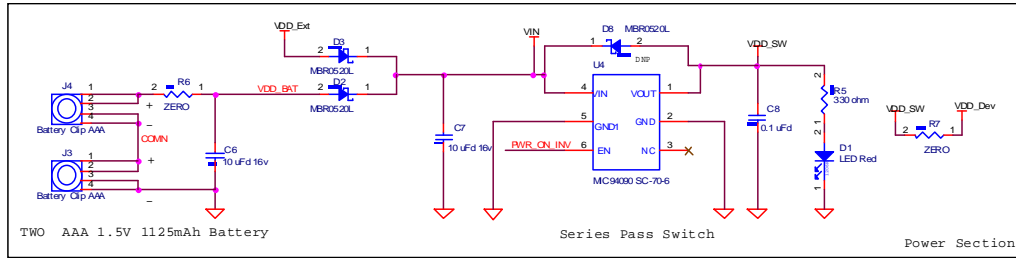 VDD_Ext
D3
2 1
MBR0520L
VIN
D8
MBR0520L
1 2
DNP
VDD_SW
J4
1
2
3
4
Battery Clip AAA
+
−
R6
2 1
ZERO
VDD_BAT
D2
2 1
MBR0520L
U4
4 VIN VOUT 1
5 GND1 GND 2
6 EN NC 3
PWR_ON_INV
MIC94090 SC-70-6
C7
10 uFd 16v
C8
0.1 uFd
2
R5
330 ohm
1
2
D1
LED Red
1
VDD_SW
VDD_Dev
R7
2 1
ZERO
COMN
J3
1
2
3
4
Battery Clip AAA
+
−
C6
10 uFd 16v
TWO AAA 1.5V 1125mAh Battery
Series Pass Switch
Power Section